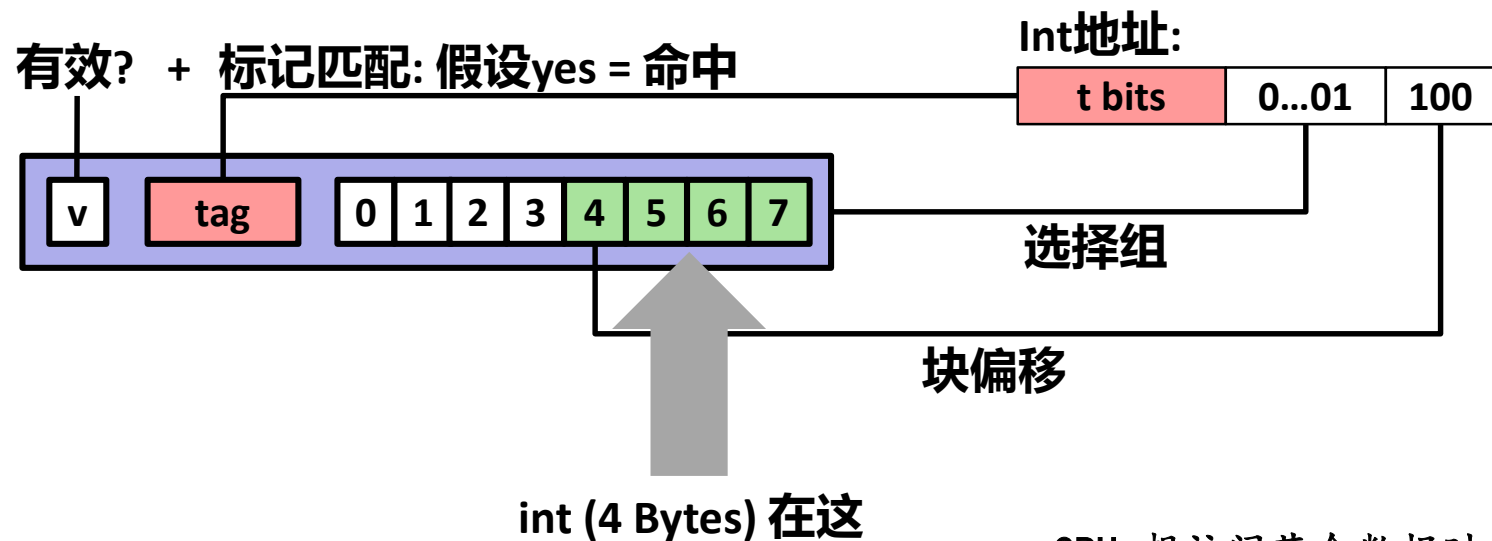 Int地址:
有效? + 标记匹配: 假设yes = 命中
t bits 0...01 100
v tag 0 1 2 3 4 5 6 7
选择组
块偏移
int (4 Bytes) 在这